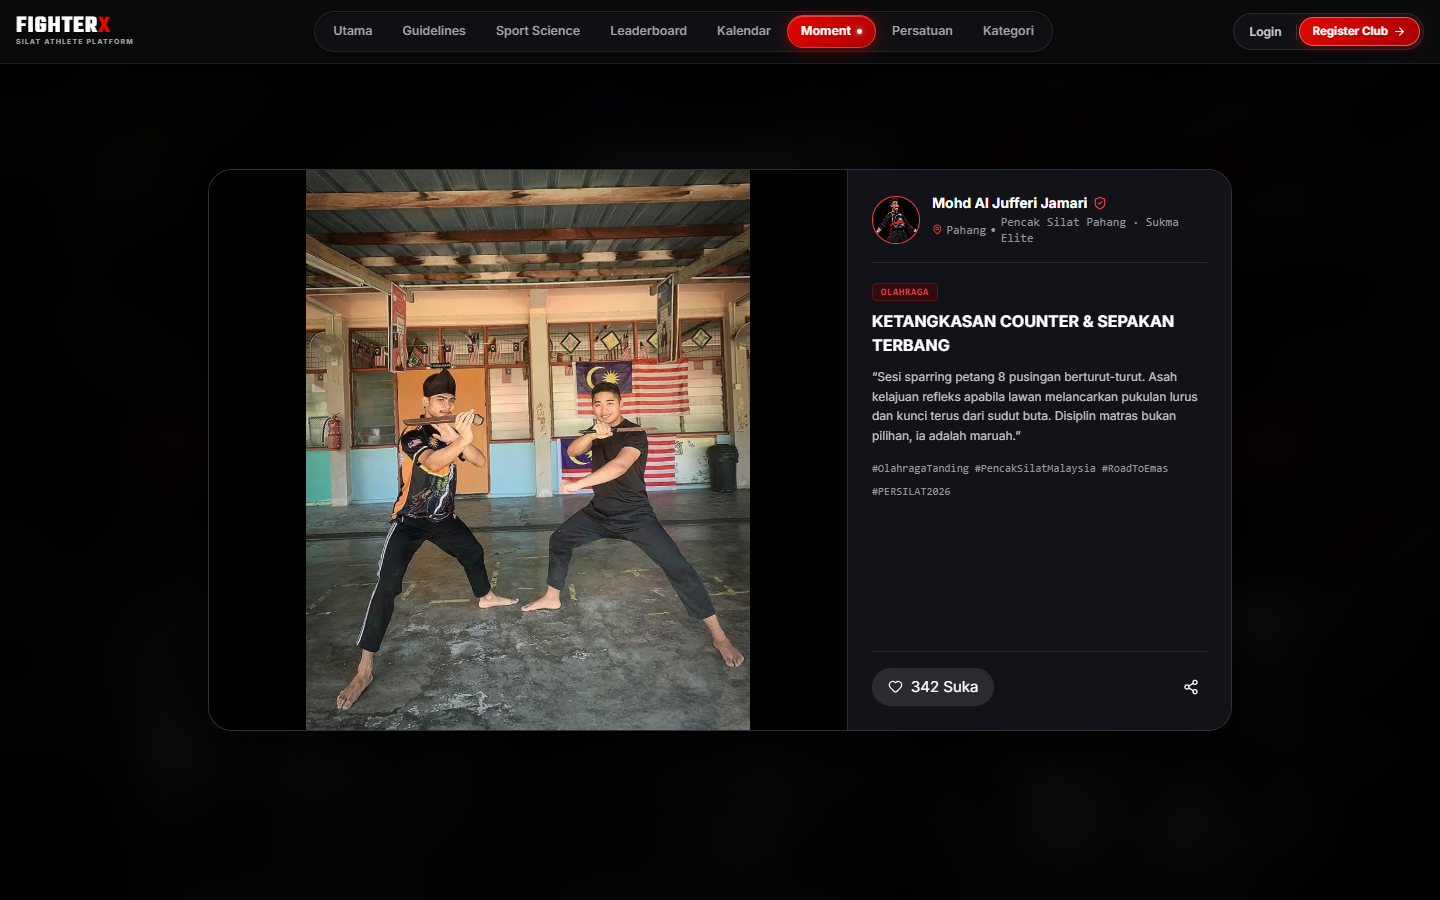 FIGHTERX
SILAT ATHLETE PLATFORM
Utama
Guidelines
Sport Science
Leaderboard
Kalendar
Moment
Persatuan
Kategori
Login
Register Club →
Mohd Al Jufferi Jamari
Pahang • Pencak Silat Pahang · Sukma
Elite
OLAHRAGA
KETANGKASAN COUNTER & SEPAKAN
TERBANG
“Sesi sparring petang 8 pusingan berturut-turut. Asah
kelajuan refleks apabila lawan melancarkan pukulan lurus
dan kunci terus dari sudut buta. Disiplin matras bukan
pilihan, ia adalah maruah.”
#OlahragaTanding #PencakSilatMalaysia #RoadToEmas
#PERSILAT2026
342 Suka